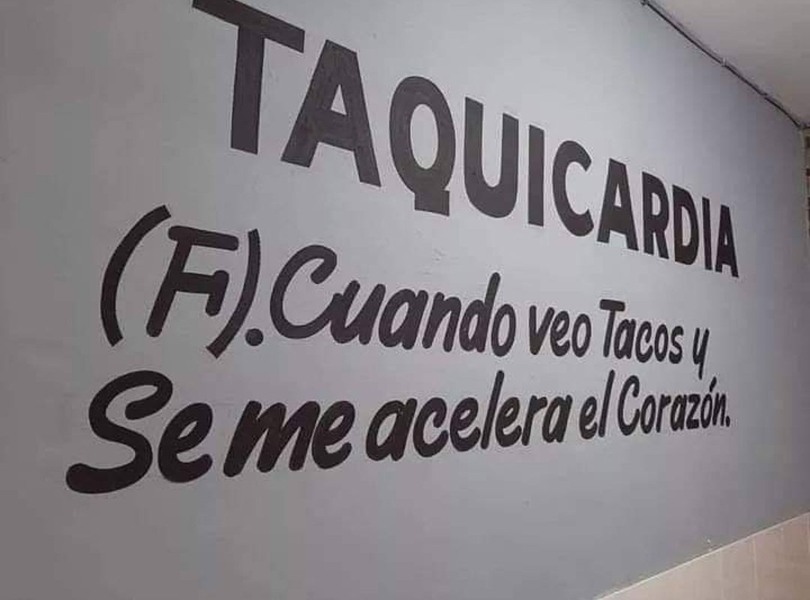 TAQUICARDIA
(F). Cuando veo Tacos y
Se me acelera el Corazón.